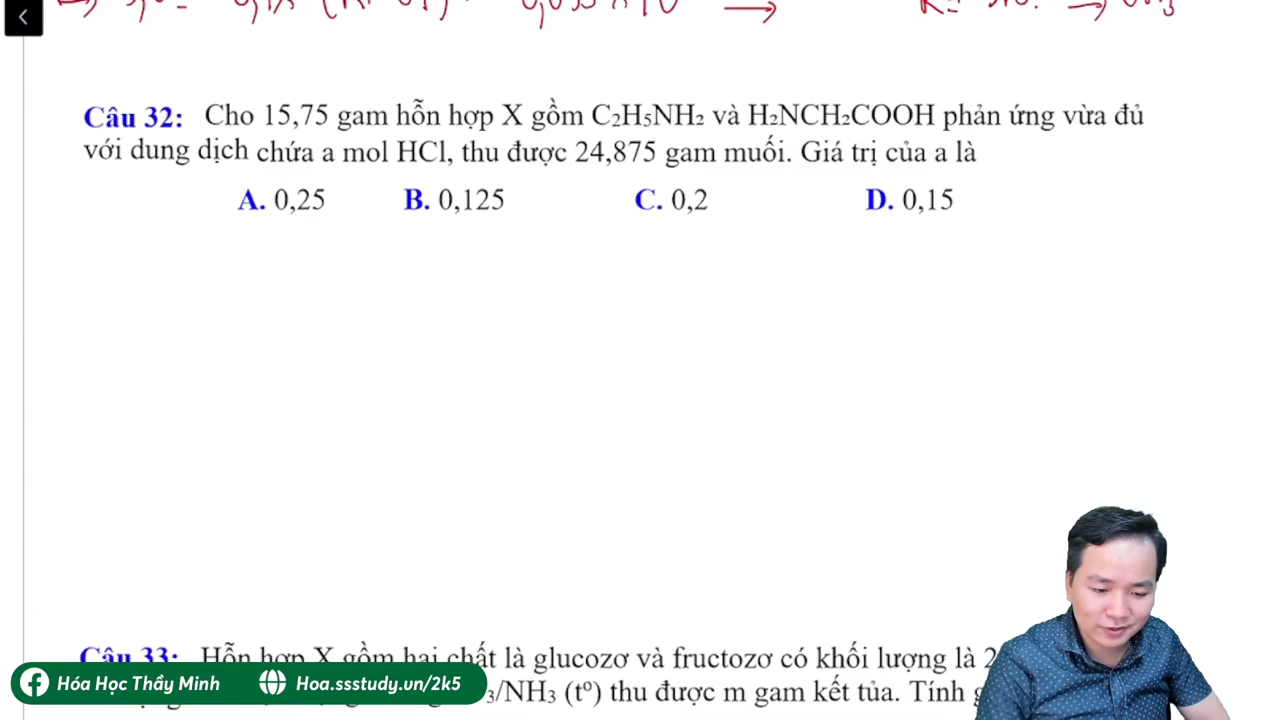 Câu 32: Cho 15,75 gam hỗn hợp X gồm C₂H₅NH₂ và H₂NCH₂COOH phản ứng vừa đủ
với dung dịch chứa a mol HCl, thu được 24,875 gam muối. Giá trị của a là
A. 0,25 B. 0,125 C. 0,2 D. 0,15
Câu 33: Hỗn hợp X gồm hai chất là glucozơ và fructozơ có khối lượng là 2
₃/NH₃ (tº) thu được m gam kết tủa. Tính
Hóa Học Thầy Minh Hoa.ssstudy.vn/2k5